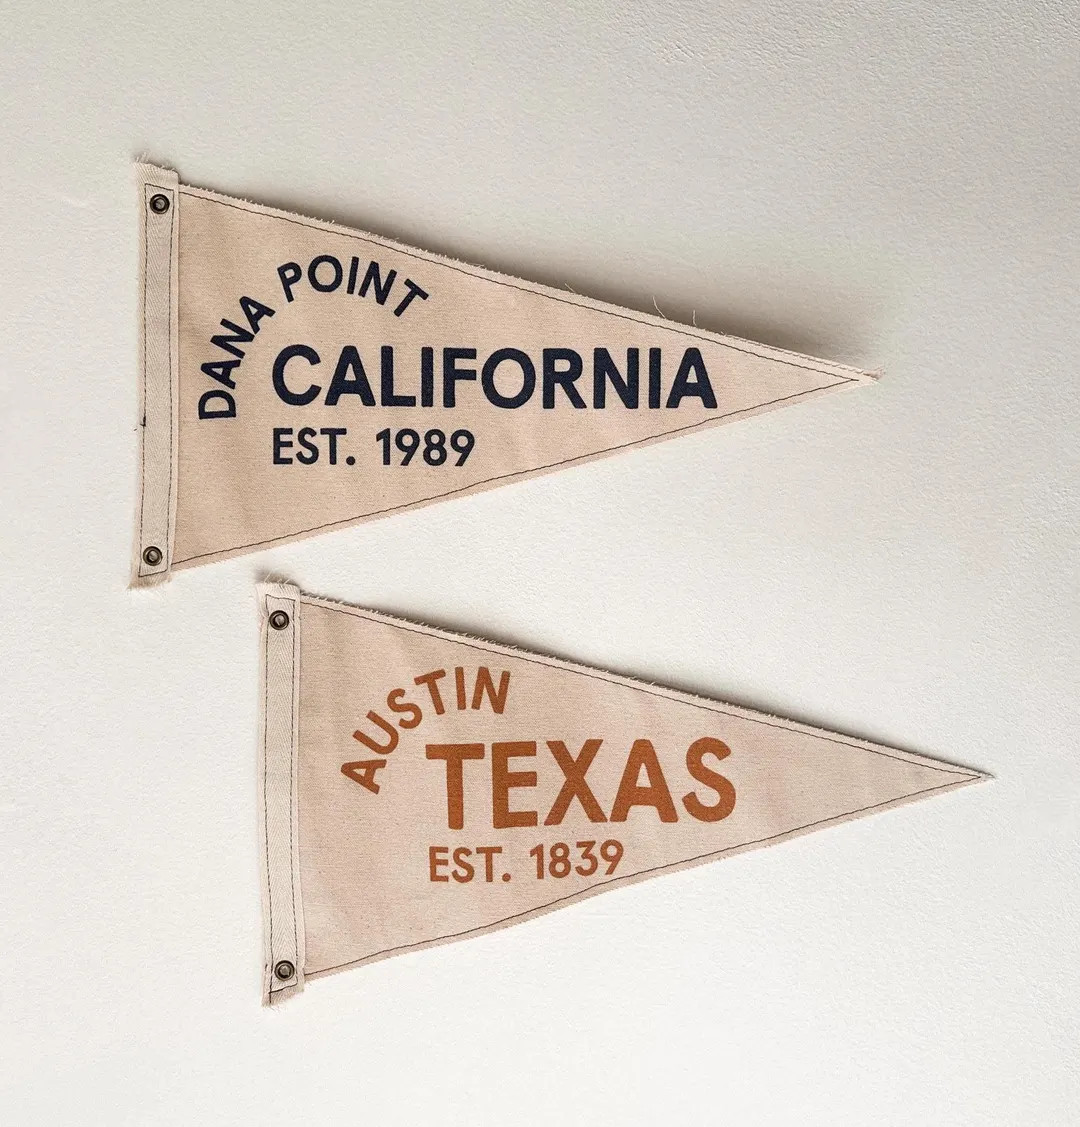 DANA POINT
CALIFORNIA
EST. 1989
AUSTIN
TEXAS
EST. 1839